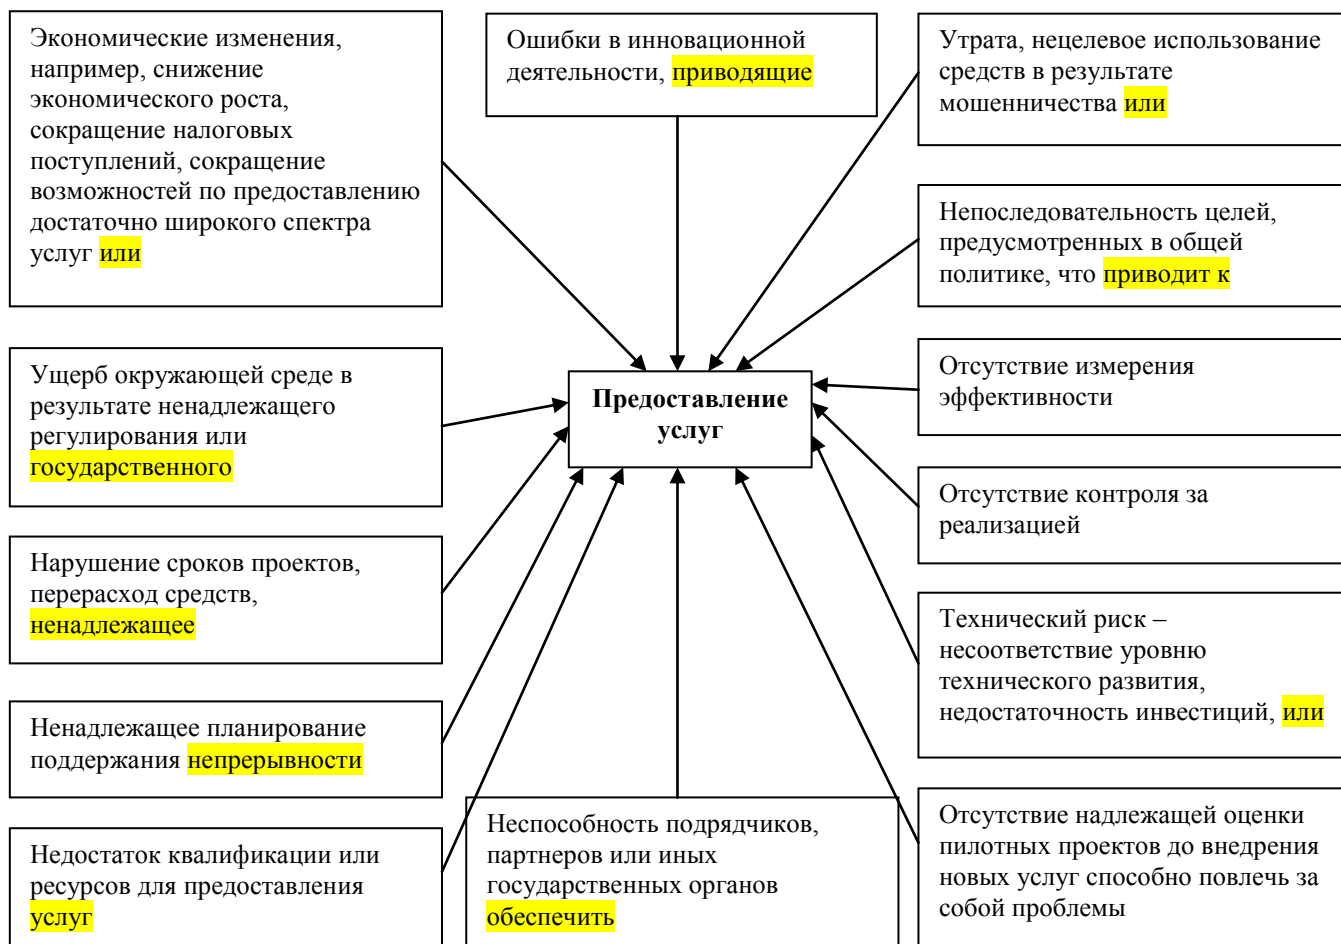 Экономические изменения,
например, снижение
экономического роста,
сокращение налоговых
поступлений, сокращение
возможностей по предоставлению
достаточно широкого спектра
услуг или
Ошибки в инновационной
деятельности, приводящие
Утрата, нецелевое использование
средств в результате
мошенничества или
Непоследовательность целей,
предусмотренных в общей
политике, что приводит к
Ущерб окружающей среде в
результате ненадлежащего
регулирования или
государственного
Предоставление
услуг
Отсутствие измерения
эффективности
Отсутствие контроля за
реализацией
Нарушение сроков проектов,
перерасход средств,
ненадлежащее
Технический риск –
несоответствие уровню
технического развития,
недостаточность инвестиций, или
Ненадлежащее планирование
поддержания непрерывности
Недостаток квалификации или
ресурсов для предоставления
услуг
Неспособность подрядчиков,
партнеров или иных
государственных органов
обеспечить
Отсутствие надлежащей оценки
пилотных проектов до внедрения
новых услуг способно повлечь за
собой проблемы